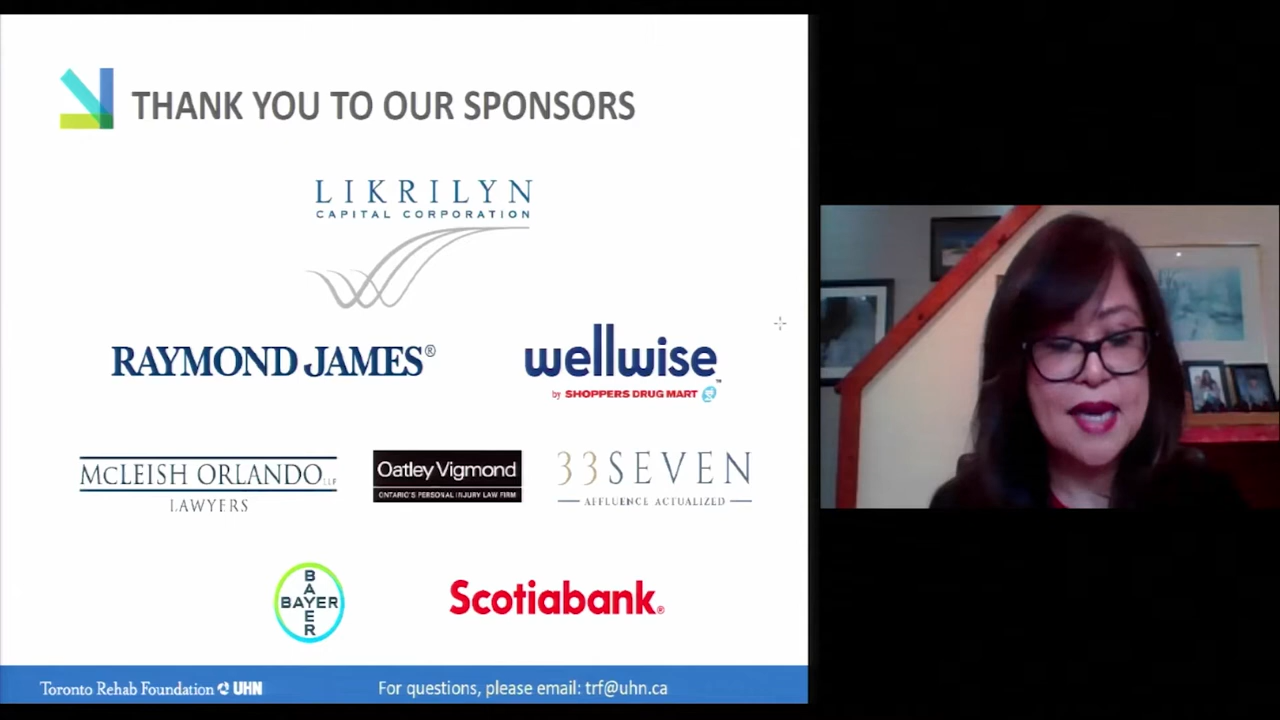 THANK YOU TO OUR SPONSORS
LIKRILYN
CAPITAL CORPORATION
RAYMOND JAMES®
wellwise™
by SHOPPERS DRUG MART
MCLEISH ORLANDO LLP
LAWYERS
Oatley Vigmond
ONTARIO'S PERSONAL INJURY LAW FIRM
33SEVEN
AFFLUENCE ACTUALIZED
BAYER
BAYER
Scotiabank®
Toronto Rehab Foundation UHN
For questions, please email: trf@uhn.ca